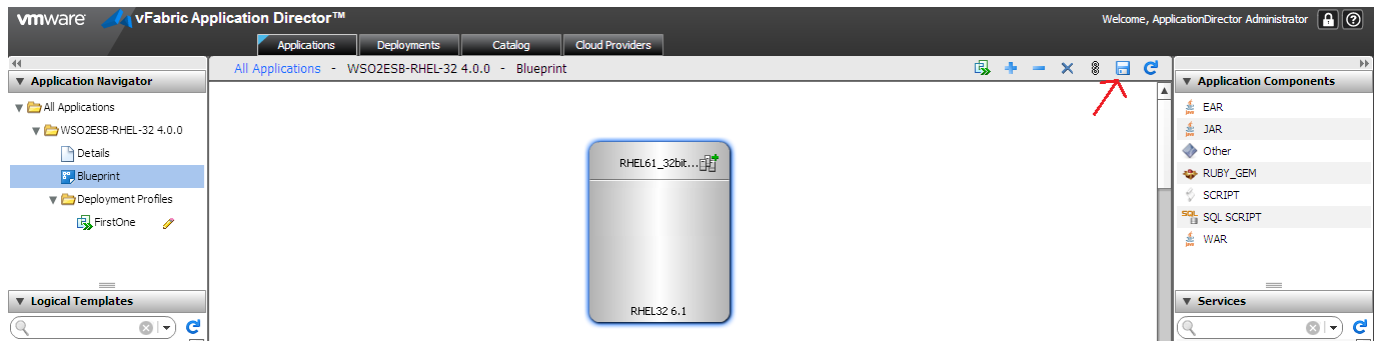 vmware vFabric Application Director™
Welcome, ApplicationDirector Administrator
Applications Deployments Catalog Cloud Providers
Application Navigator
All Applications
WSO2ESB-RHEL-32 4.0.0
Details
Blueprint
Deployment Profiles
FirstOne
Logical Templates
All Applications - WSO2ESB-RHEL-32 4.0.0 - Blueprint
RHEL61_32bit...
RHEL32 6.1
Application Components
EAR
JAR
Other
RUBY_GEM
SCRIPT
SQL SCRIPT
WAR
Services